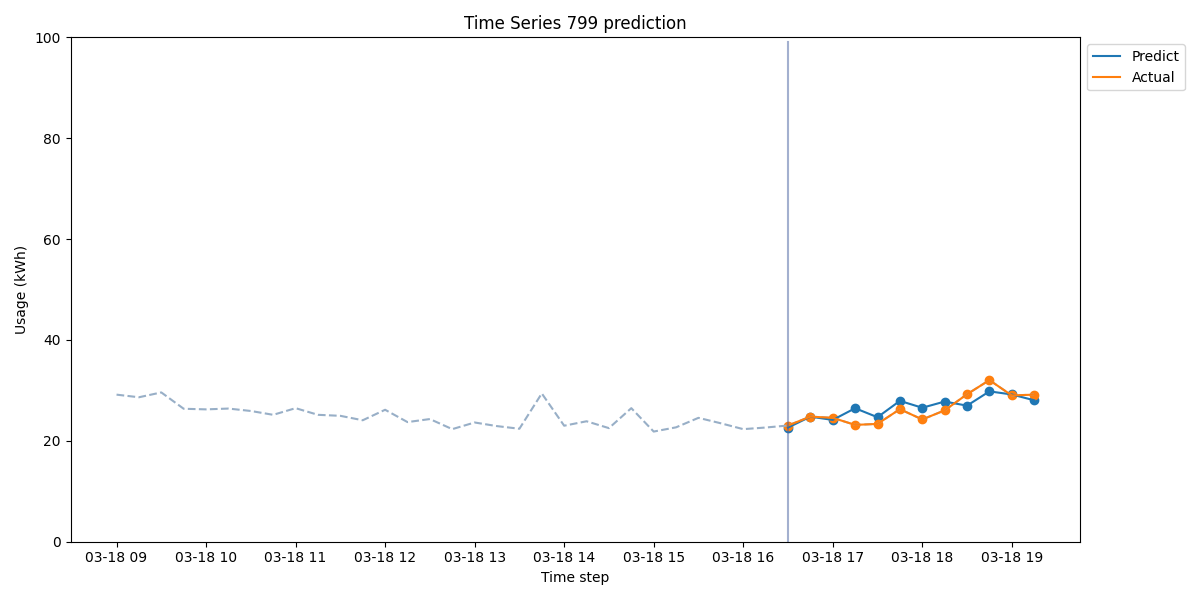 Time Series 799 prediction
Usage (kWh)
100
80
60
40
20
0
03-18 09 03-18 10 03-18 11 03-18 12 03-18 13 03-18 14 03-18 15 03-18 16 03-18 17 03-18 18 03-18 19
Time step
Predict
Actual